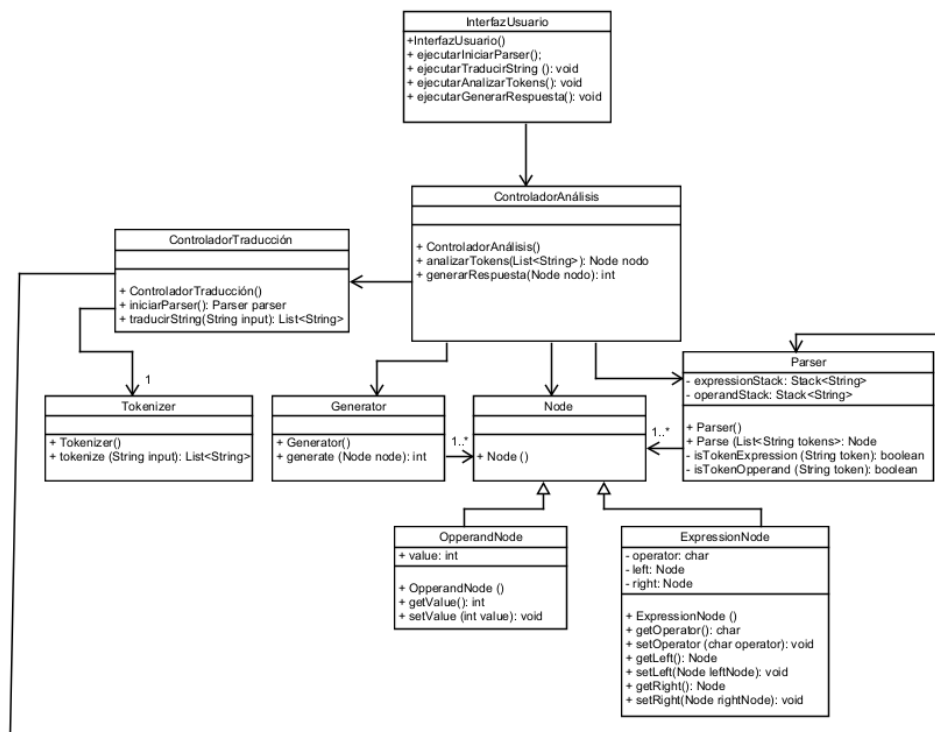 InterfazUsuario
+InterfazUsuario()
+ ejecutarIniciarParser();
+ ejecutarTraducirString (): void
+ ejecutarAnalizarTokens(): void
+ ejecutarGenerarRespuesta(): void
ControladorAnálisis
+ ControladorAnálisis()
+ analizarTokens(List<String>): Node nodo
+ generarRespuesta(Node nodo): int
ControladorTraducción
+ ControladorTraducción()
+ iniciarParser(): Parser parser
+ traducirString(String input): List<String>
1
Tokenizer
+ Tokenizer()
+ tokenize (String input): List<String>
Generator
+ Generator()
+ generate (Node node): int
1..*
Node
+ Node ()
1..*
Parser
- expressionStack: Stack<String>
- operandStack: Stack<String>
+ Parser()
+ Parse (List<String tokens>: Node
- isTokenExpression (String token): boolean
- isTokenOpperand (String token): boolean
OpperandNode
+ value: int
+ OpperandNode ()
+ getValue(): int
+ setValue (int value): void
ExpressionNode
- operator: char
- left: Node
- right: Node
+ ExpressionNode ()
+ getOperator(): char
+ setOperator (char operator): void
+ getLeft(): Node
+ setLeft(Node leftNode): void
+ getRight(): Node
+ setRight(Node rightNode): void